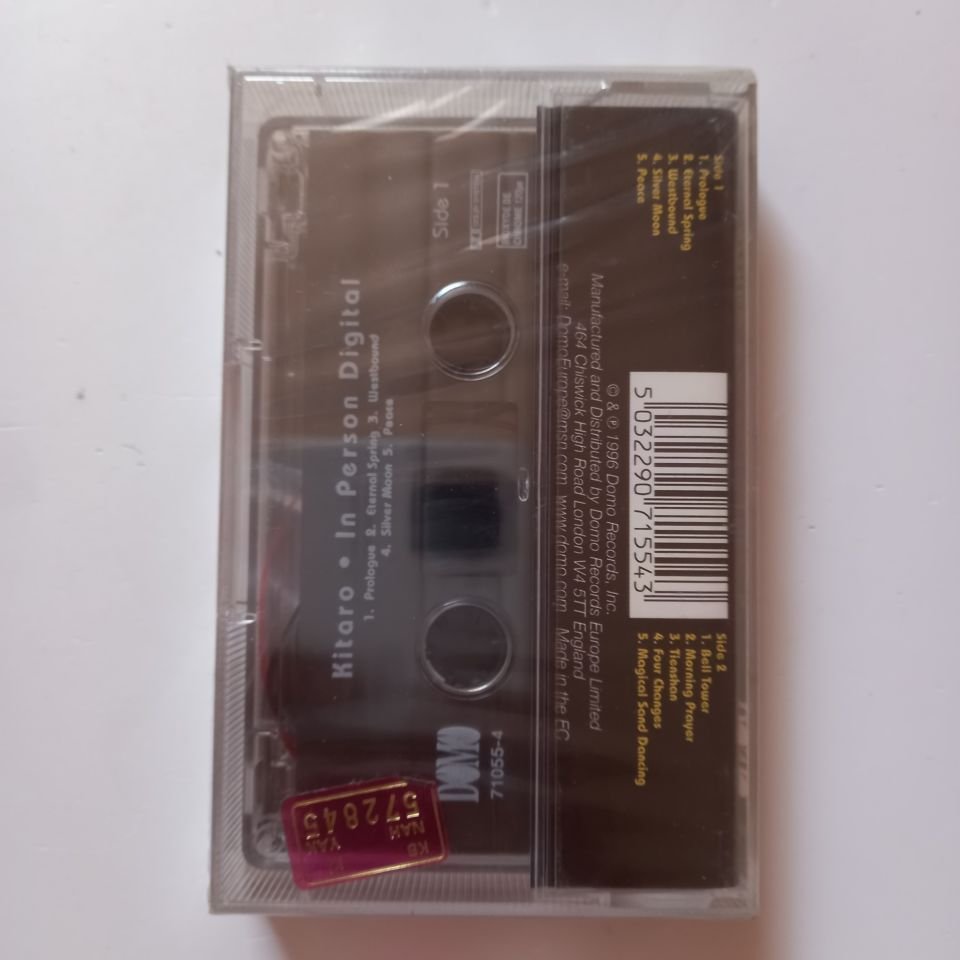 Side 1
1. Prologue
2. Eternal Spring
3. Westbound
4. Silver Moon
5. Peace
5 032290 715543
Side 2
1. Bell Tower
2. Morning Prayer
3. Tienshan
4. Four Changes
5. Magical Sand Dancing
© & ℗ 1996 Domo Records, Inc.
Manufactured and Distributed by Domo Records Europe Limited
464 Chiswick High Road London W4 5TT England
e-mail: DomoEurope@msn.com www.domo.com Made in the EC
Kitaro • In Person Digital
1. Prologue 2. Eternal Spring 3. Westbound
4. Silver Moon 5. Peace
Side 1
DOMO
71055-4
KB
NAK
572845
YAK